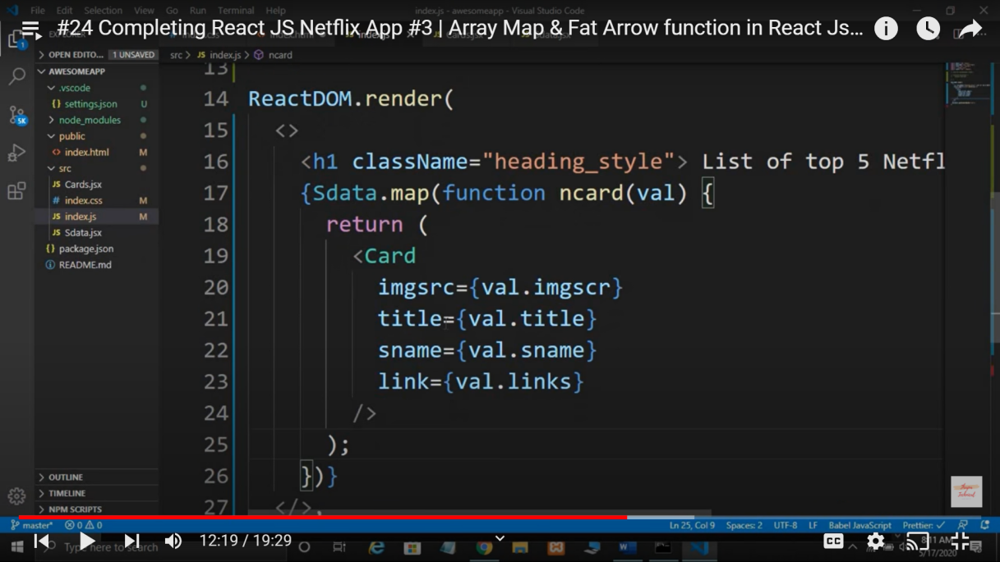 File Edit Selection View Go Run Terminal Help
index.js - awesomeapp - Visual Studio Code
#24 Completing React JS Netflix App #3 | Array Map & Fat Arrow function in React Js...
OPEN EDITO... 1 UNSAVED
AWESOMEAPP
.vscode
{} settings.json U
node_modules
public
<> index.html M
src
JS Cards.jsx
# index.css M
JS index.js M
JS Sdata.jsx
{} package.json
README.md
OUTLINE
TIMELINE
NPM SCRIPTS
1
5K
src > JS index.js > ncard
13
14 ReactDOM.render(
15 <>
16 <h1 className="heading_style"> List of top 5 Netfl
17 {Sdata.map(function ncard(val) {
18 return (
19 <Card
20 imgsrc={val.imgscr}
21 title={val.title}
22 sname={val.sname}
23 link={val.links}
24 />
25 );
26 })}
27 </>,
master* 0 0
Ln 25, Col 9 Spaces: 2 UTF-8 LF Babel JavaScript Prettier: ✓
Type here to search
12:19 / 19:29
CC
8:11 AM
5/17/2020